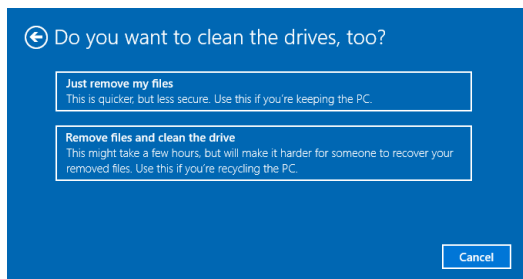 Do you want to clean the drives, too?
Just remove my files
This is quicker, but less secure. Use this if you're keeping the PC.
Remove files and clean the drive
This might take a few hours, but will make it harder for someone to recover your
removed files. Use this if you're recycling the PC.
Cancel